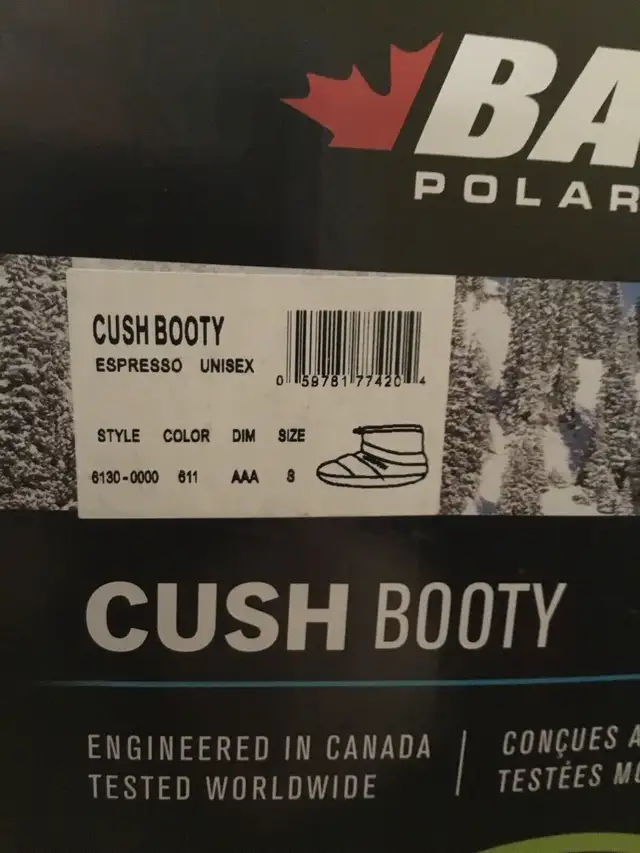 BA
POLAR
CUSH BOOTY
ESPRESSO UNISEX
0 59781 77420 4
STYLE COLOR DIM SIZE
6130-0000 611 AAA S
CUSH BOOTY
ENGINEERED IN CANADA
TESTED WORLDWIDE
CONÇUES A
TESTÉES MO